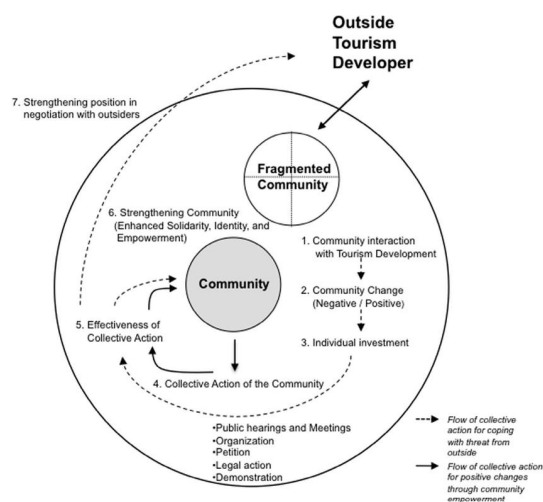 Outside
Tourism
Developer
7. Strengthening position in
negotiation with outsiders
Fragmented
Community
6. Strengthening Community
(Enhanced Solidarity, Identity, and
Empowerment)
1. Community interaction
with Tourism Development
Community
2. Community Change
(Negative / Positive)
5. Effectiveness of
Collective Action
3. Individual investment
4. Collective Action of the Community
•Public hearings and Meetings
•Organization
•Petition
•Legal action
•Demonstration
Flow of collective
action for coping
with threat from
outside
Flow of collective action
for positive changes
through community
empowerment